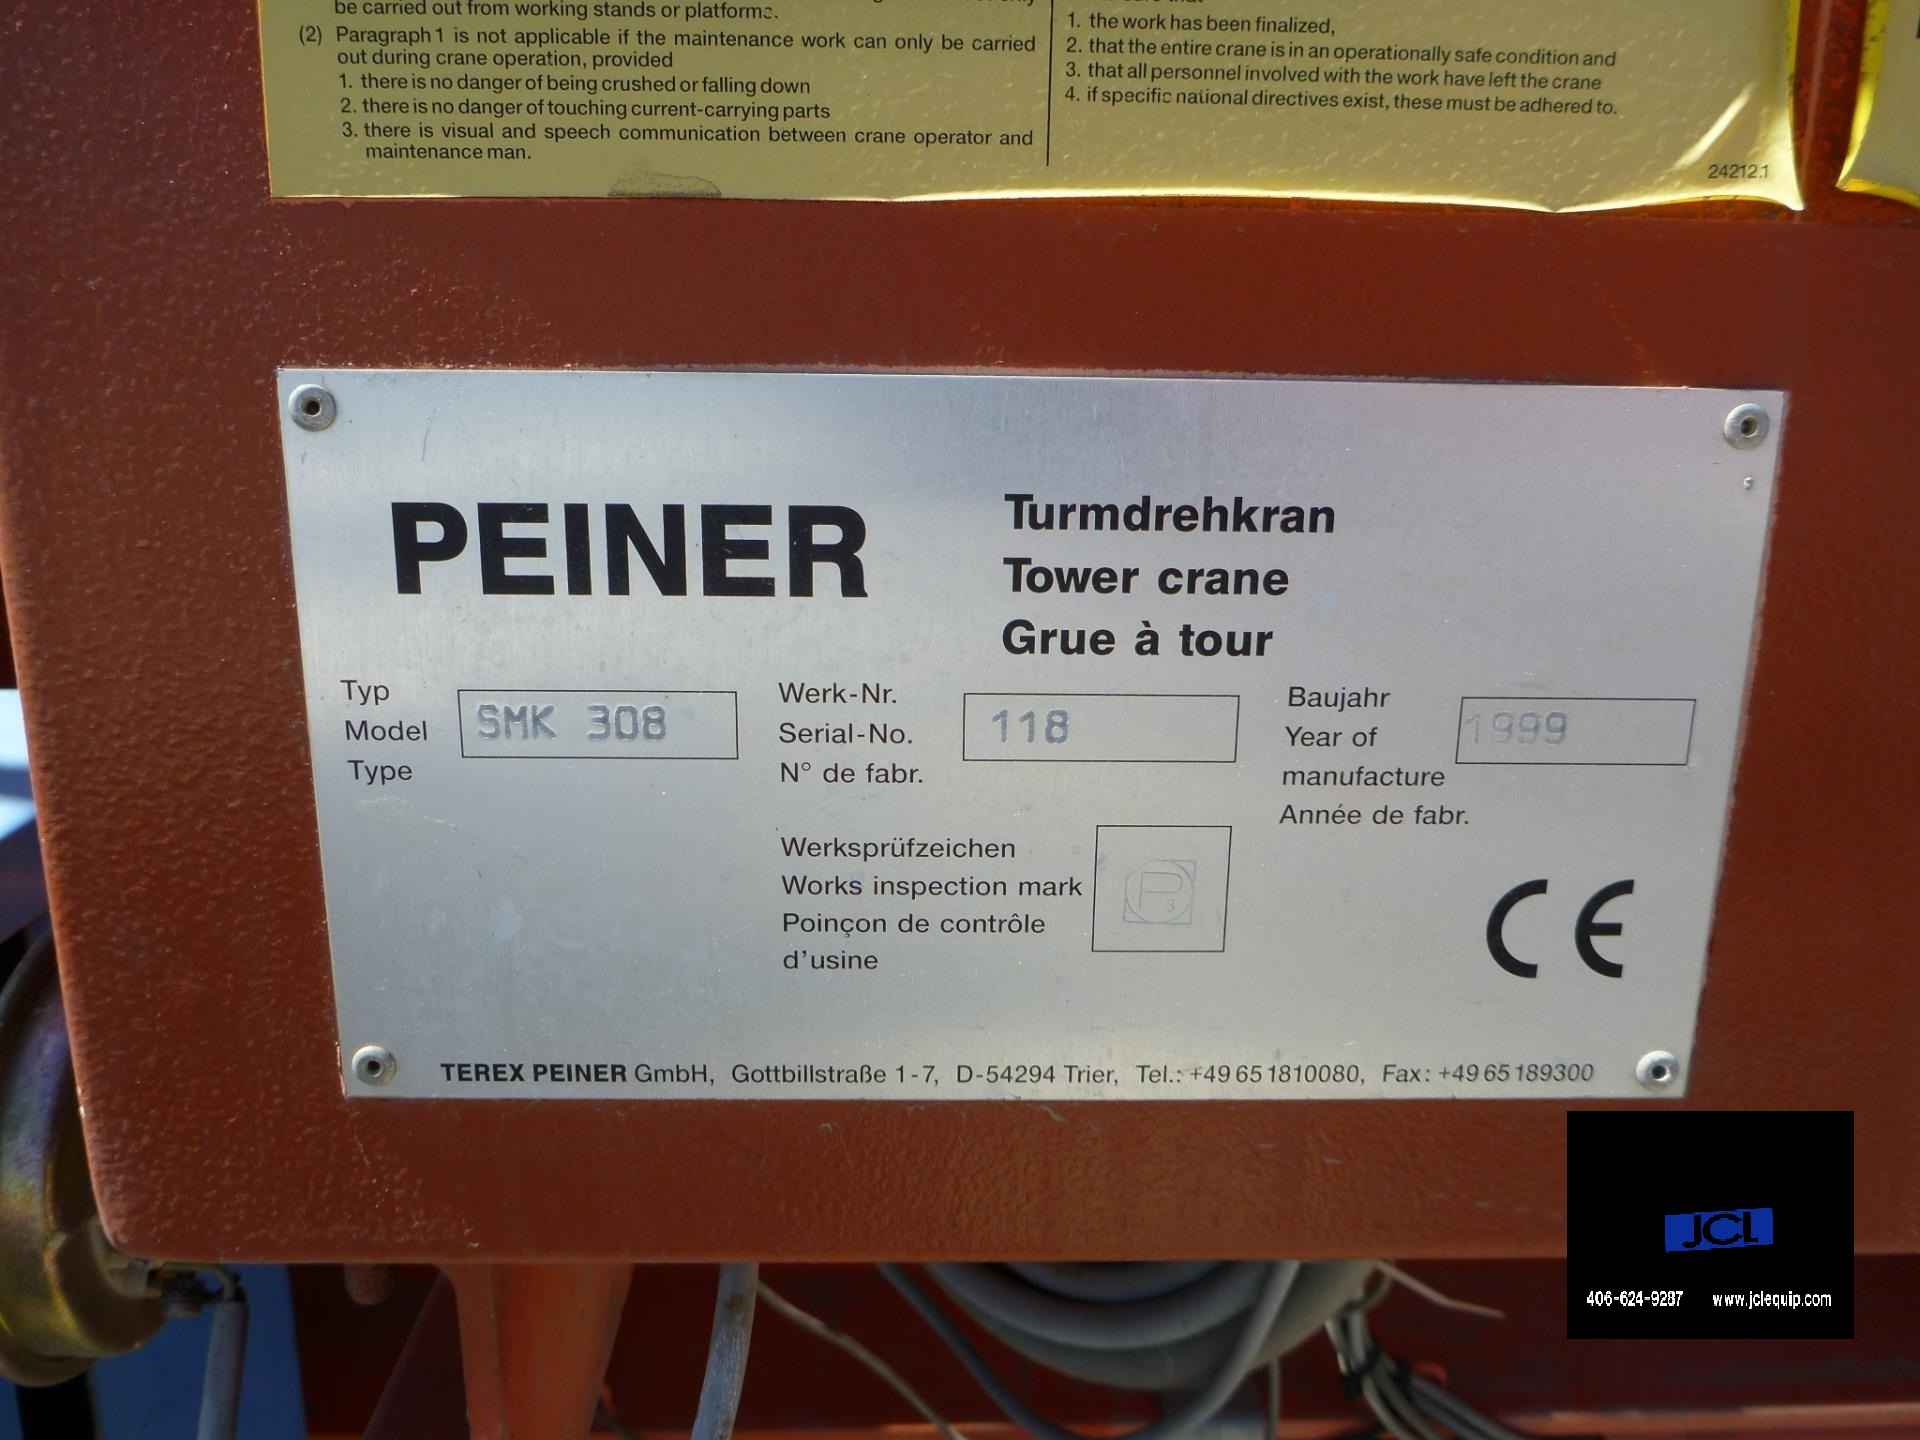 be carried out from working stands or platforms.
(2) Paragraph 1 is not applicable if the maintenance work can only be carried
out during crane operation, provided
1. there is no danger of being crushed or falling down
2. there is no danger of touching current-carrying parts
3. there is visual and speech communication between crane operator and
maintenance man.
1. the work has been finalized,
2. that the entire crane is in an operationally safe condition and
3. that all personnel involved with the work have left the crane
4. if specific national directives exist, these must be adhered to.
24212.1
PEINER
Turmdrehkran
Tower crane
Grue à tour
Typ
Model
Type
SMK 308
Werk-Nr.
Serial-No.
N° de fabr.
118
Baujahr
Year of
manufacture
Année de fabr.
1999
Werksprüfzeichen
Works inspection mark
Poinçon de contrôle
d'usine
P
3
CE
s
TEREX PEINER GmbH, Gottbillstraße 1-7, D-54294 Trier, Tel.: +49 65 1810080, Fax: +49 65 189300
JCL
406-624-9287 www.jclequip.com